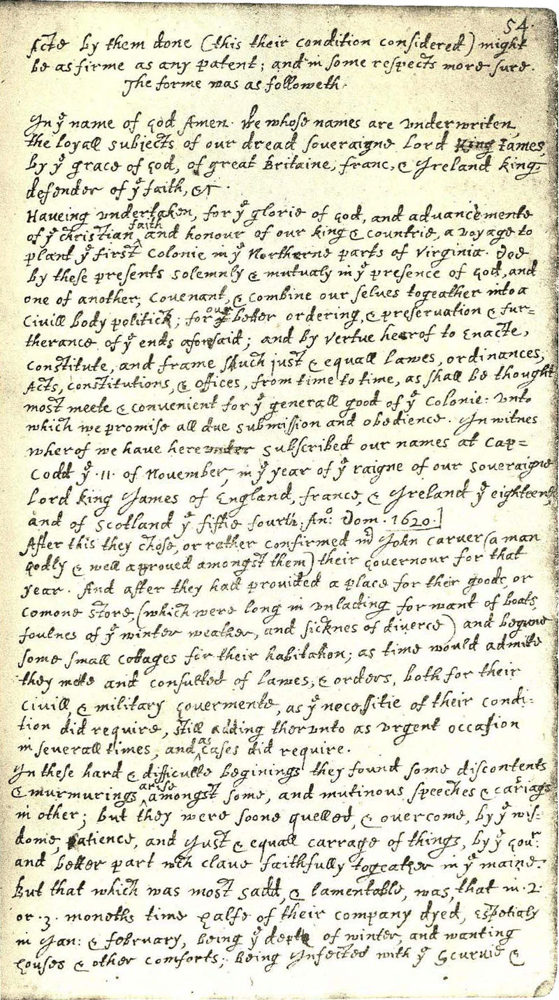 54.
Acts by them done (this their condition considered) might
be as firme as any patent; and in some respects more sure.
The forme was as followeth.
In yᵉ name of god Amen. We whose names are underwriten,
the loyall subjects of our dread soveraigne Lord King James,
by yᵉ grace of god, of great Britaine, franc, & Ireland king,
defender of yᵉ faith, &c.
Haveing undertaken, for yᵉ glorie of god, and advancemente
of yᵉ christian faith and honour of our king & countrie, a voyage to
plant yᵉ first colonie in yᵉ Northerne parts of Virginia. Doe
by these presents solemnly & mutualy in yᵉ presence of god, and
one of another, covenant, & combine our selves togeather into a
Civill body politick; for our better ordering, & preservation & fur=
therance of yᵉ ends aforesaid; and by vertue hearof to Enacte,
constitute, and frame such just & equall lawes, ordinances,
Acts, constitutions, & offices, from time to time, as shall be thought
most meete & convenient for yᵉ generall good of yᵉ Colonie: unto
which we promise all due submission and obedience. In witnes
wherof we have hereunder subscribed our names at Cap=
Codd yᵉ .11. of November, in yᵉ year of yᵉ raigne of our soveraigne
Lord king James of England, france, & Ireland yᵉ eighteenth
and of Scotland yᵉ fiftie fourth. Anº: Dom. 1620.]
After this they chose, or rather confirmed mʳ John Carver (a man
godly & well approved amongst them) their governour for that
year. And after they had provided a place for their goods, or
comone store, (which were long in unlading for want of boats,
foulnes of yᵉ winter weather, and sicknes of diverce) and begune
some small cottages for their habitation; as time would admitte
they mette and consulted of lawes, & orders, both for their
civill, & military govermente, as yᵉ necessitie of their condi=
tion did require, still adding therunto as urgent occasion
in severall times, and as cases did require.
In these hard & difficulte beginings they found some discontents
& murmurings arise amongst some, and mutinous speeches & cariags
in other; but they were soone quelled, & overcome, by yᵉ wis=
dome, patience, and just & equall carrage of things, by yᵉ govʳ.
and better part wch clave faithfully togeather in yᵉ maine.
But that which was most sadd, & lamentable, was, that in .2.
or .3. moneths time halfe of their company dyed, espetialy
in Jan: & february, being yᵉ depth of winter, and wanting
houses & other comforts; being Infected with yᵉ Scurvie &